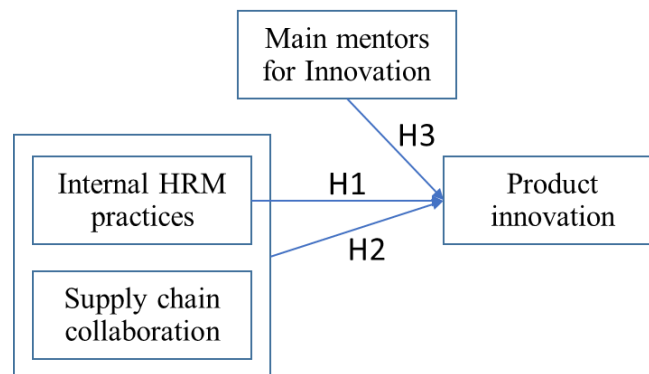 Main mentors
for Innovation
H3
Internal HRM
practices
H1
Product
innovation
H2
Supply chain
collaboration